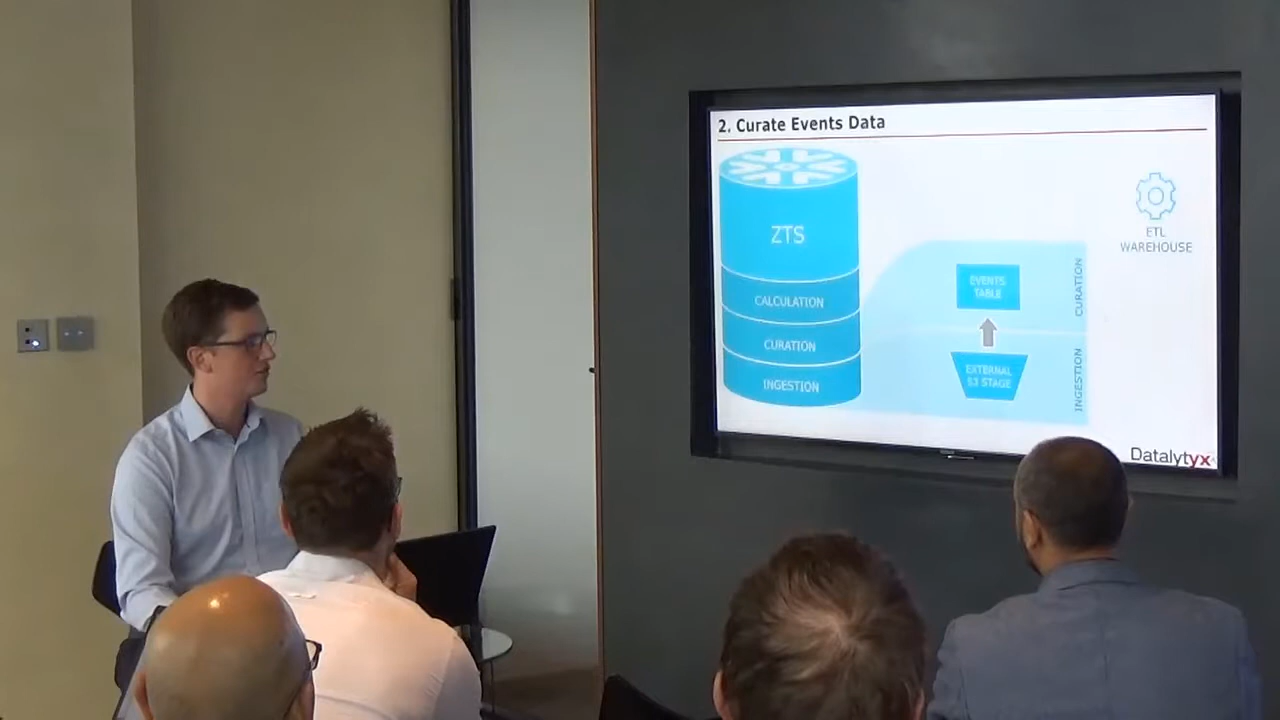 2. Curate Events Data
ZTS
CALCULATION
CURATION
INGESTION
EVENTS
TABLE
EXTERNAL
S3 STAGE
CURATION
INGESTION
ETL
WAREHOUSE
Datalytyx